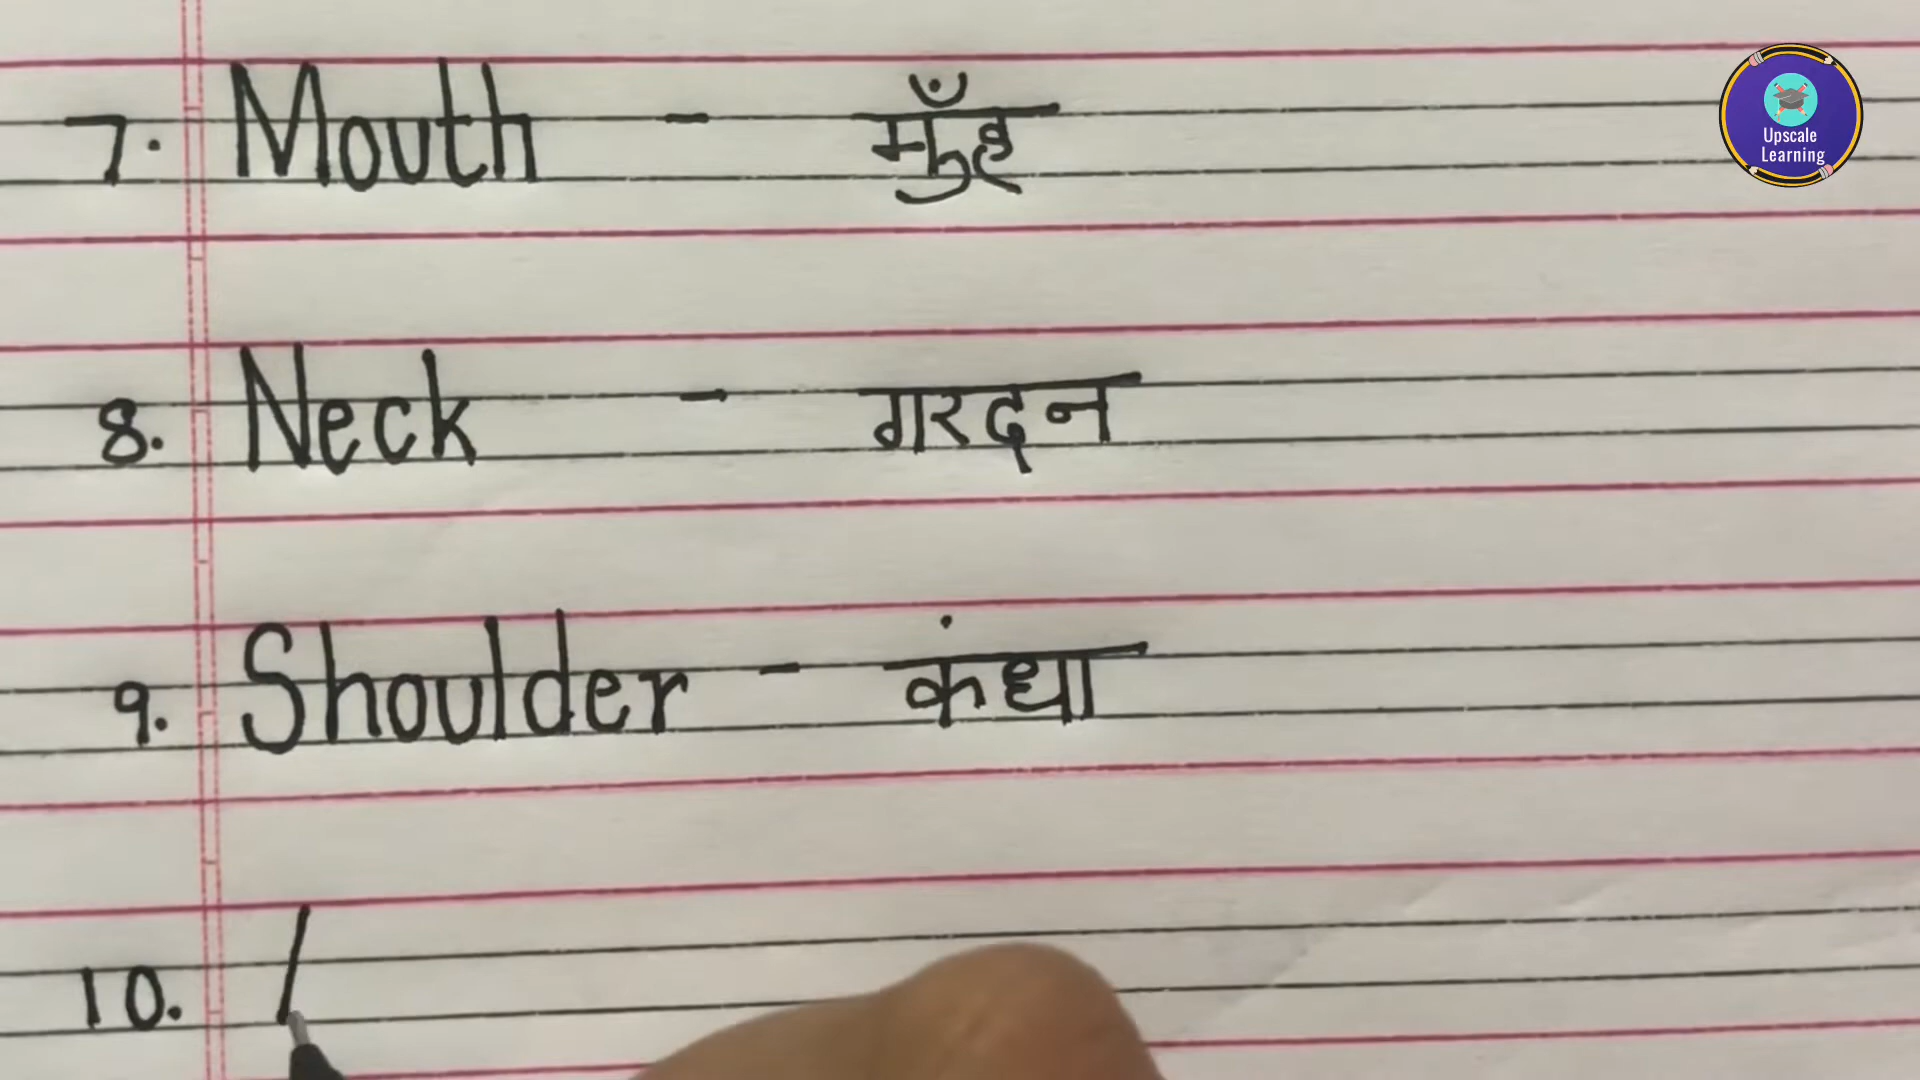 7. Mouth - मुँह
Upscale
Learning
8. Neck - गरदन
9. Shoulder - कंधा
10.